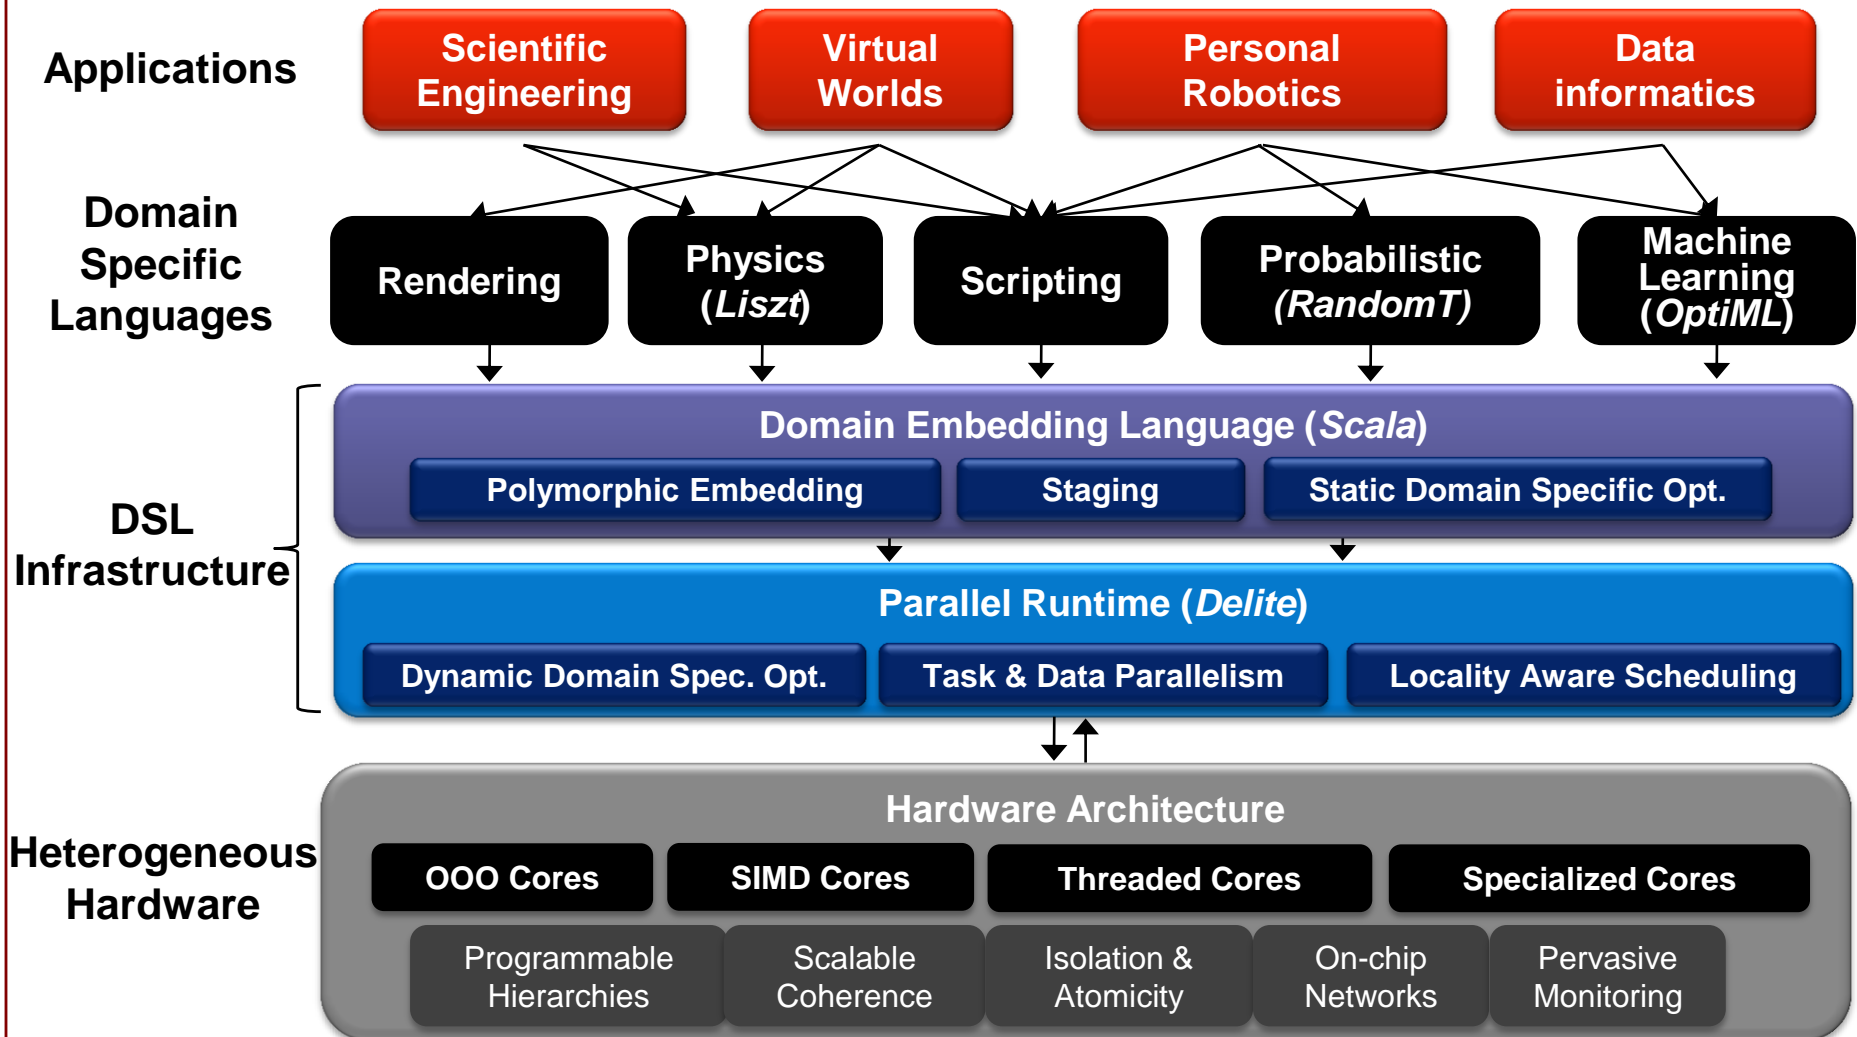 Applications
Scientific
Engineering
Virtual
Worlds
Personal
Robotics
Data
informatics
Domain
Specific
Languages
Rendering
Physics
(Liszt)
Scripting
Probabilistic
(RandomT)
Machine
Learning
(OptiML)
DSL
Infrastructure
Domain Embedding Language (Scala)
Polymorphic Embedding
Staging
Static Domain Specific Opt.
Parallel Runtime (Delite)
Dynamic Domain Spec. Opt.
Task & Data Parallelism
Locality Aware Scheduling
Heterogeneous
Hardware
Hardware Architecture
OOO Cores
SIMD Cores
Threaded Cores
Specialized Cores
Programmable
Hierarchies
Scalable
Coherence
Isolation &
Atomicity
On-chip
Networks
Pervasive
Monitoring